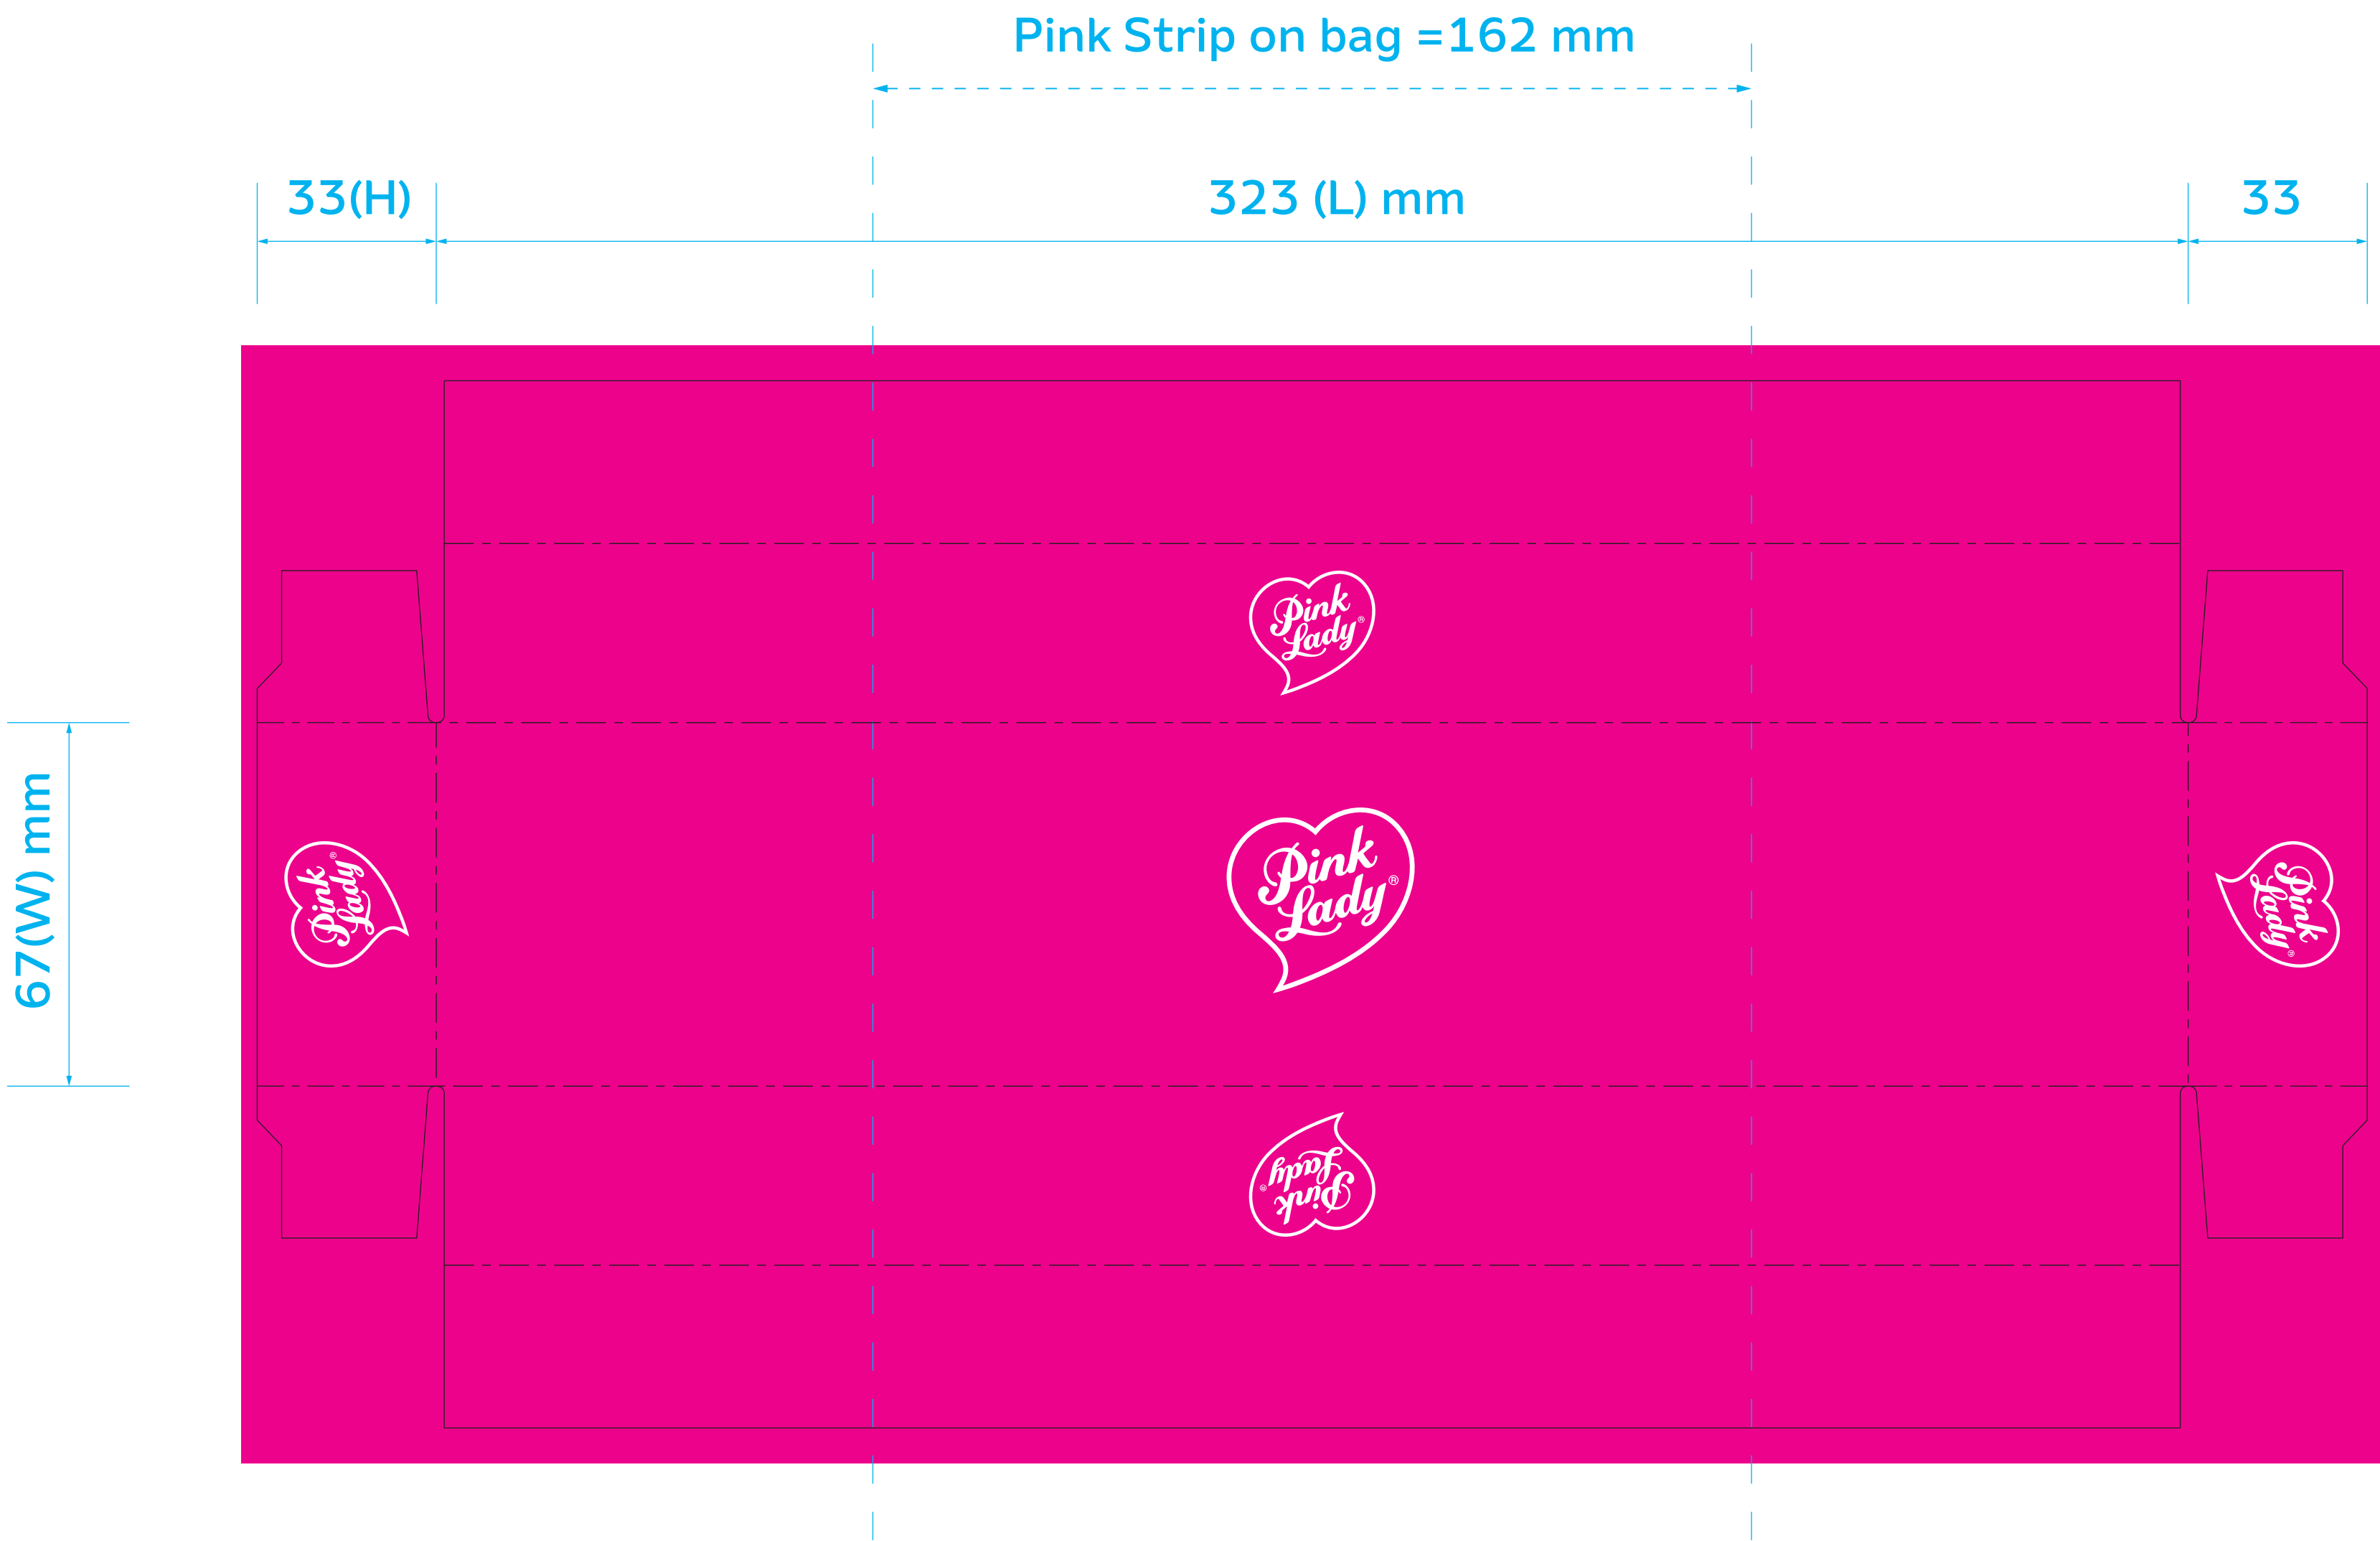 Pink Strip on bag =162 mm
33(H)
323 (L) mm
33
67(W) mm
Pink
Lady®
Pink
Lady®
Pink
Lady®
Pink
Lady®
Pink
Lady®